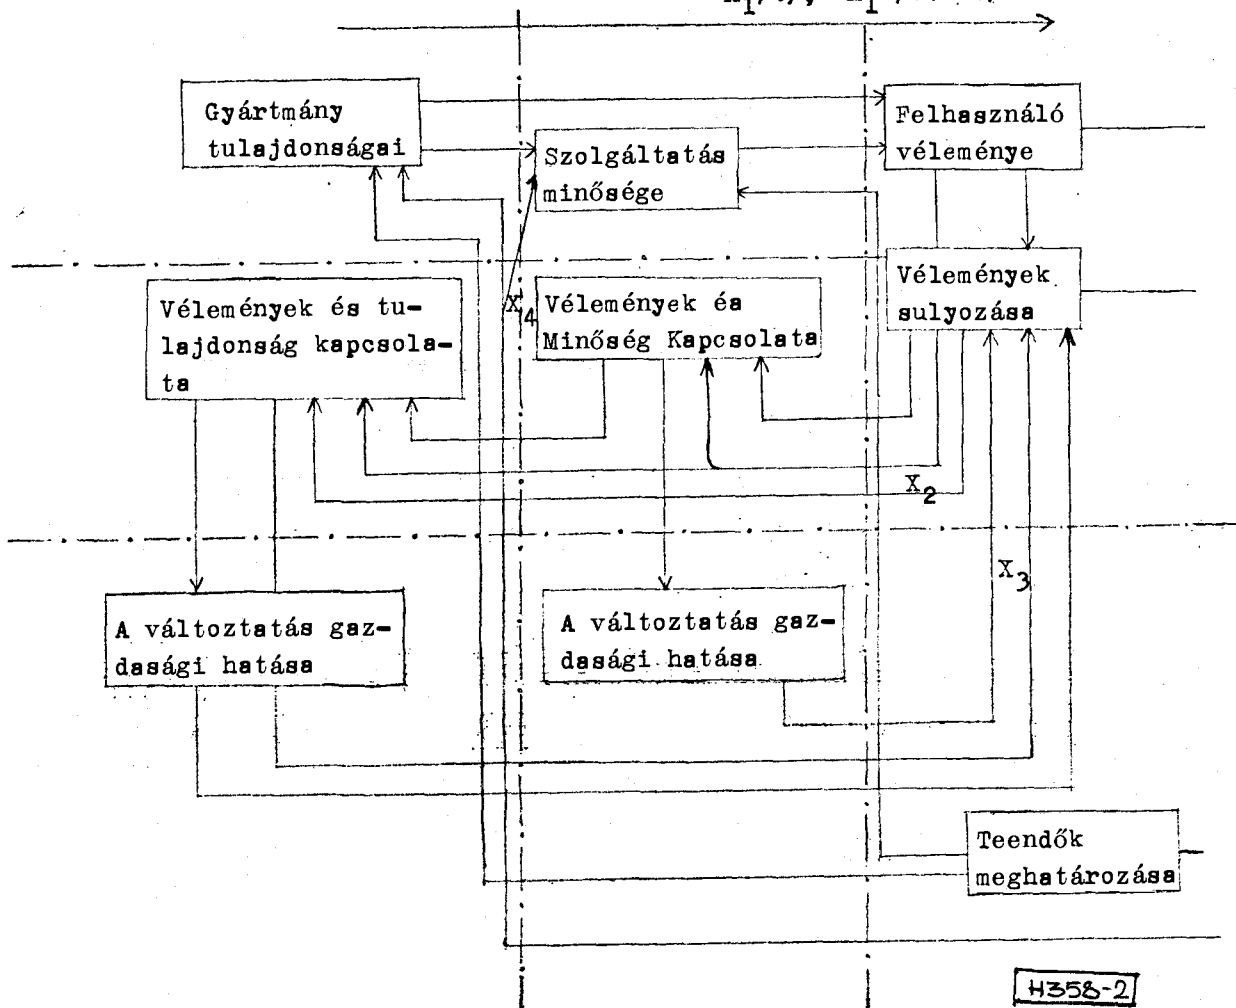 Gyártmány
tulajdonságai
Felhasználó
véleménye
Szolgáltatás
minősége
Vélemények
sulyozása
Vélemények és tu-
lajdonság kapcsola-
ta
X4
Vélemények és
Minőség Kapcsolata
X2
X3
A változtatás gaz-
dasági hatása
A változtatás gaz-
dasági hatása
Teendők
meghatározása
H358-2